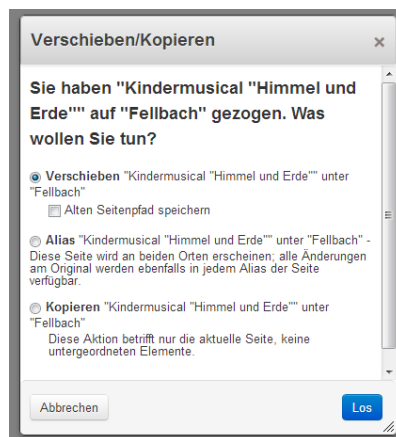 Verschieben/Kopieren
×
Sie haben "Kindermusical "Himmel und
Erde"" auf "Fellbach" gezogen. Was
wollen Sie tun?
Verschieben "Kindermusical "Himmel und Erde"" unter
"Fellbach"
Alten Seitenpfad speichern
Alias "Kindermusical "Himmel und Erde"" unter "Fellbach" -
Diese Seite wird an beiden Orten erscheinen; alle Änderungen
am Original werden ebenfalls in jedem Alias der Seite
verfügbar.
Kopieren "Kindermusical "Himmel und Erde"" unter
"Fellbach"
Diese Aktion betrifft nur die aktuelle Seite, keine
untergeordneten Elemente.
Abbrechen
Los